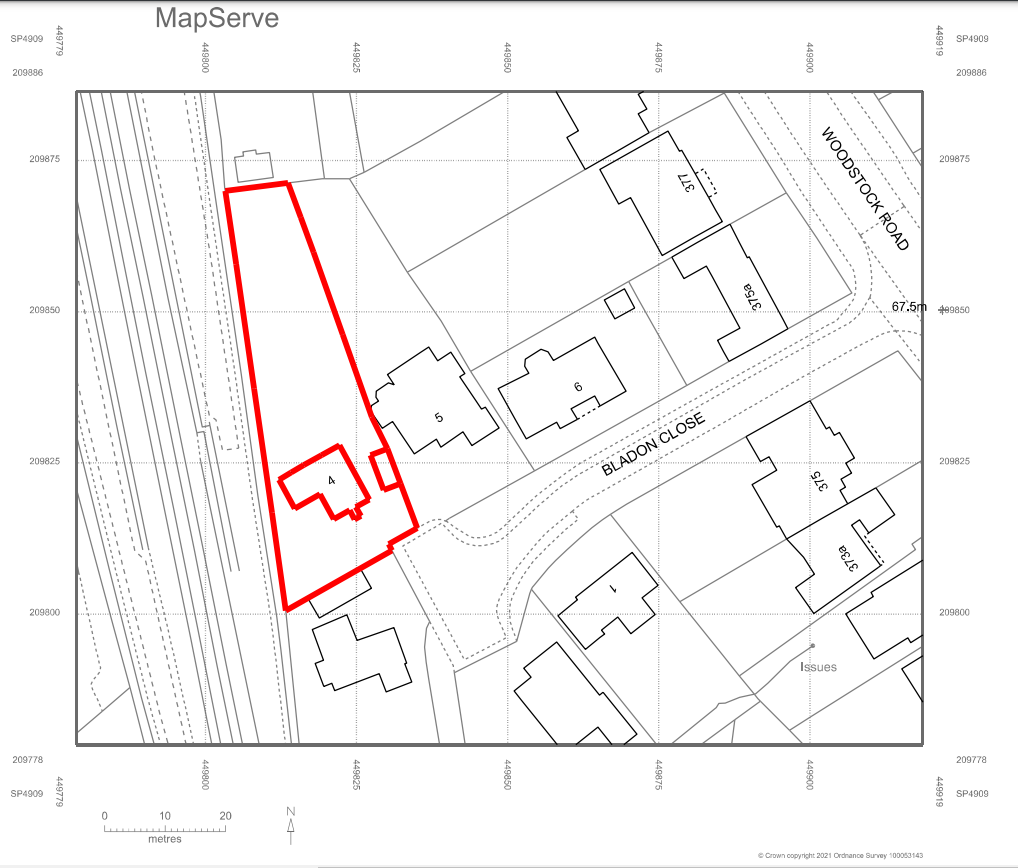 MapServe
SP4909
449779
449800
449825
449850
449875
449900
449919
SP4909
209886
209886
209875
209875
WOODSTOCK ROAD
377
375a
67.5m
209850
209850
6
5
BLADON CLOSE
209825
209825
4
375
373a
1
209800
209800
Issues
209778
209778
449779
449800
449825
449850
449875
449900
449919
SP4909
SP4909
0 10 20
metres
N
© Crown copyright 2021 Ordnance Survey 100053143